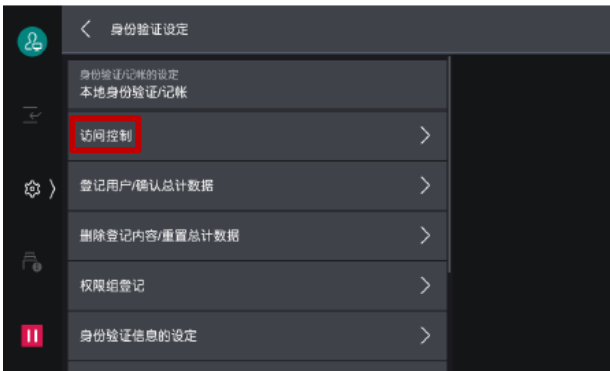 身份验证设定
身份验证/记帐的设定
本地身份验证/记帐
访问控制
登记用户/确认总计数据
删除登记内容/重置总计数据
权限组登记
身份验证信息的设定